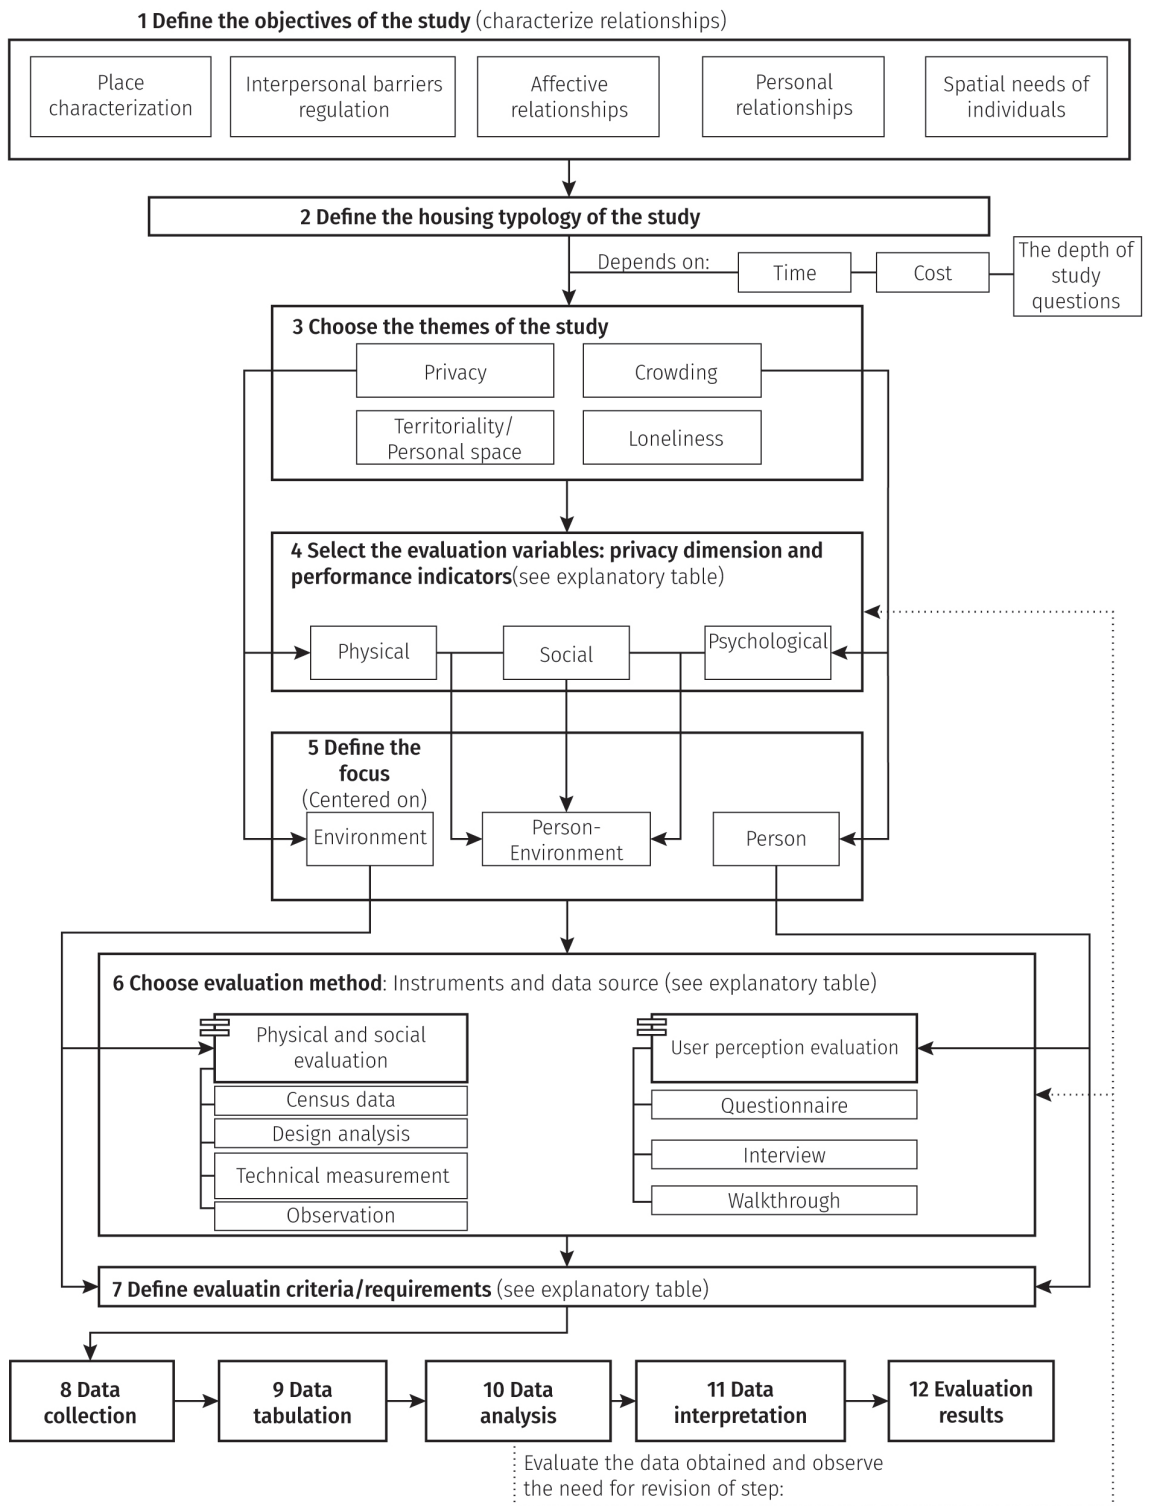 1 Define the objectives of the study (characterize relationships)
Place
characterization
Interpersonal barriers
regulation
Affective
relationships
Personal
relationships
Spatial needs of
individuals
2 Define the housing typology of the study
Depends on:
Time
Cost
The depth of
study
questions
3 Choose the themes of the study
Privacy
Crowding
Territoriality/
Personal space
Loneliness
4 Select the evaluation variables: privacy dimension and
performance indicators(see explanatory table)
Physical
Social
Psychological
5 Define the
focus
(Centered on)
Environment
Person-
Environment
Person
6 Choose evaluation method: Instruments and data source (see explanatory table)
Physical and social
evaluation
Census data
Design analysis
Technical measurement
Observation
User perception evaluation
Questionnaire
Interview
Walkthrough
7 Define evaluatin criteria/requirements (see explanatory table)
8 Data
collection
9 Data
tabulation
10 Data
analysis
11 Data
interpretation
12 Evaluation
results
Evaluate the data obtained and observe
the need for revision of step: